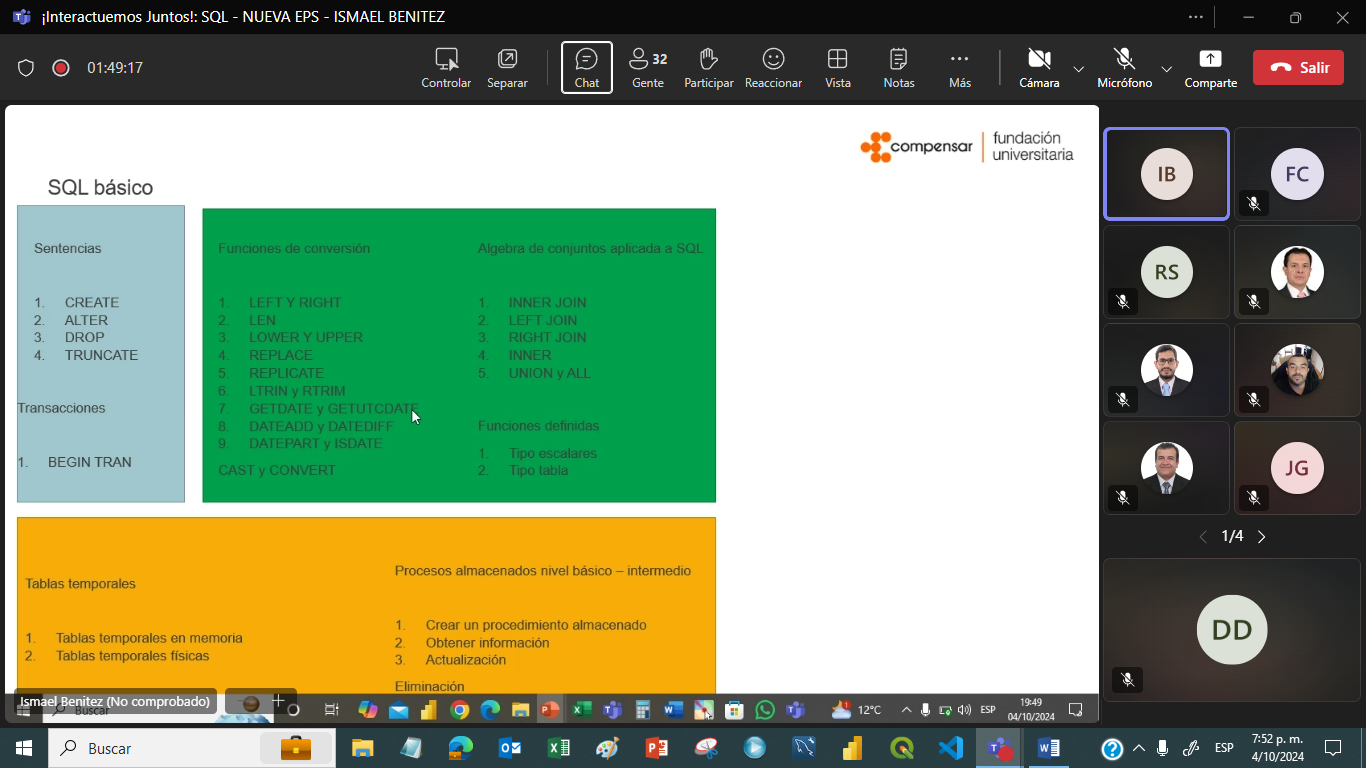 ¡Interactuemos Juntos!: SQL - NUEVA EPS - ISMAEL BENITEZ
01:49:17
Controlar
Separar
Chat
32
Gente
Participar
Reaccionar
Vista
Notas
Más
Cámara
Micrófono
Comparte
Salir
compensar
fundación
universitaria
SQL básico
Sentencias
1. CREATE
2. ALTER
3. DROP
4. TRUNCATE
Transacciones
1. BEGIN TRAN
Funciones de conversión
1. LEFT Y RIGHT
2. LEN
3. LOWER Y UPPER
4. REPLACE
5. REPLICATE
6. LTRIN y RTRIM
7. GETDATE y GETUTCDATE
8. DATEADD y DATEDIFF
9. DATEPART y ISDATE
CAST y CONVERT
Algebra de conjuntos aplicada a SQL
1. INNER JOIN
2. LEFT JOIN
3. RIGHT JOIN
4. INNER
5. UNION y ALL
Funciones definidas
1. Tipo escalares
2. Tipo tabla
Tablas temporales
1. Tablas temporales en memoria
2. Tablas temporales físicas
Procesos almacenados nivel básico – intermedio
1. Crear un procedimiento almacenado
2. Obtener información
3. Actualización
Eliminación
Ismael Benitez (No comprobado)
Buscar
12°C
ESP
19:49
04/10/2024
IB
FC
RS
JG
1/4
DD
Buscar
ESP
7:52 p. m.
4/10/2024